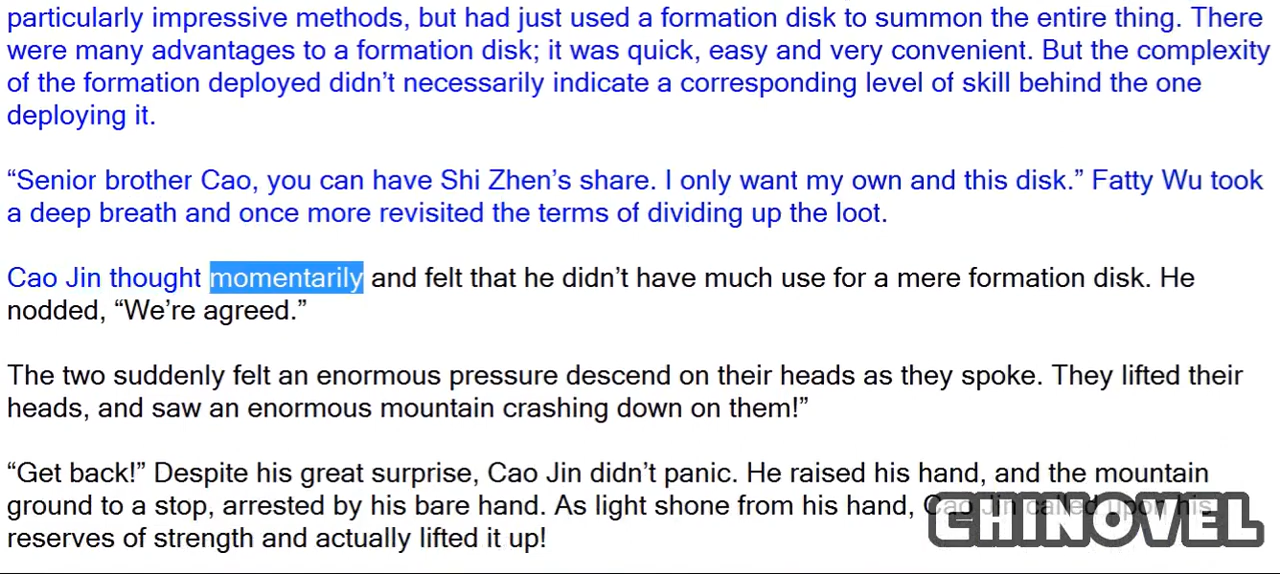 particularly impressive methods, but had just used a formation disk to summon the entire thing. There
were many advantages to a formation disk; it was quick, easy and very convenient. But the complexity
of the formation deployed didn’t necessarily indicate a corresponding level of skill behind the one
deploying it.
“Senior brother Cao, you can have Shi Zhen’s share. I only want my own and this disk.” Fatty Wu took
a deep breath and once more revisited the terms of dividing up the loot.
Cao Jin thought momentarily and felt that he didn’t have much use for a mere formation disk. He
nodded, “We’re agreed.”
The two suddenly felt an enormous pressure descend on their heads as they spoke. They lifted their
heads, and saw an enormous mountain crashing down on them!”
“Get back!” Despite his great surprise, Cao Jin didn’t panic. He raised his hand, and the mountain
ground to a stop, arrested by his bare hand. As light shone from his hand, Cao Jin called upon his
reserves of strength and actually lifted it up!
CHINOVEL